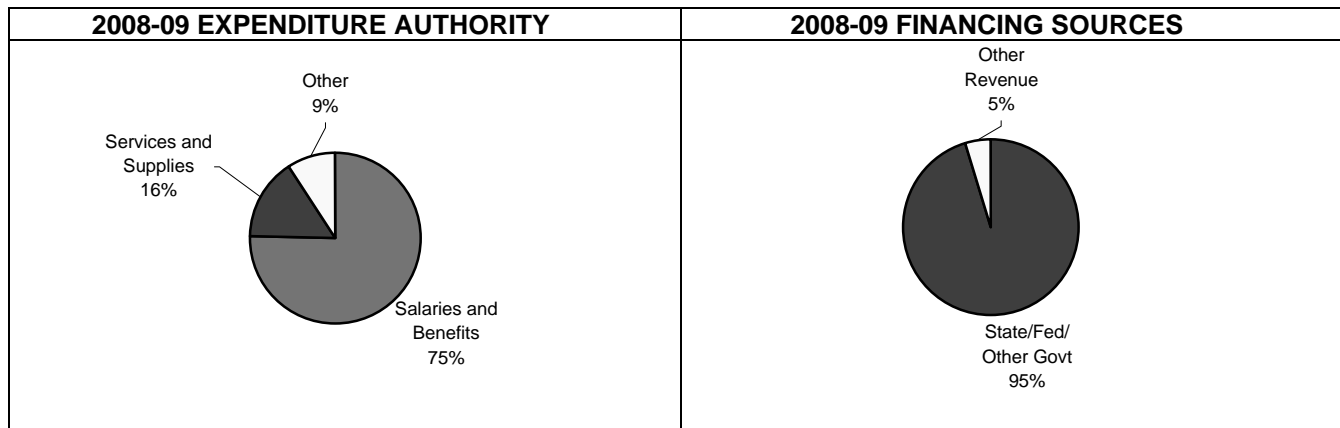 2008-09 EXPENDITURE AUTHORITY
Other
9%
Services and
Supplies
16%
Salaries and
Benefits
75%
2008-09 FINANCING SOURCES
Other
Revenue
5%
State/Fed/
Other Govt
95%